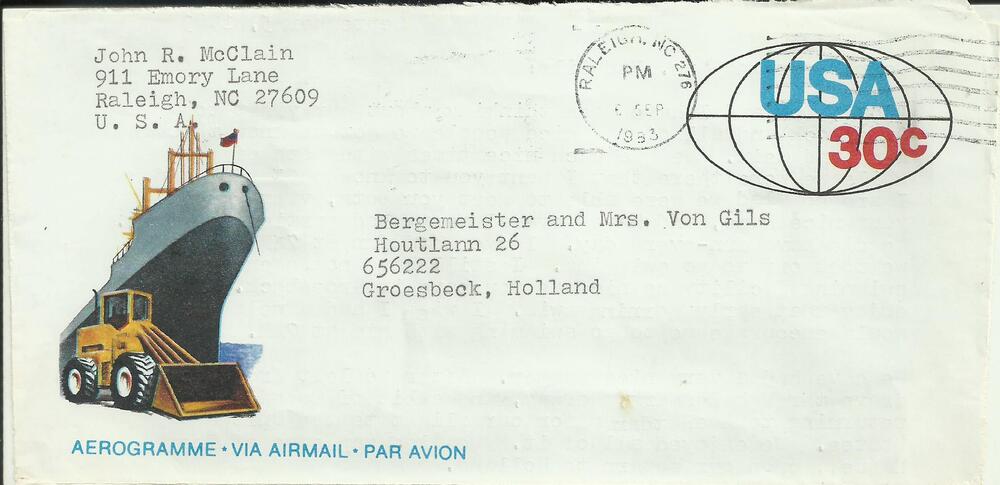 John R. McClain
911 Emory Lane
Raleigh, NC 27609
U. S. A.
RALEIGH, NC 276
PM
6 SEP
1983
USA
30c
Bergemeister and Mrs. Von Gils
Houtlann 26
656222
Groesbeck, Holland
AEROGRAMME * VIA AIRMAIL * PAR AVION